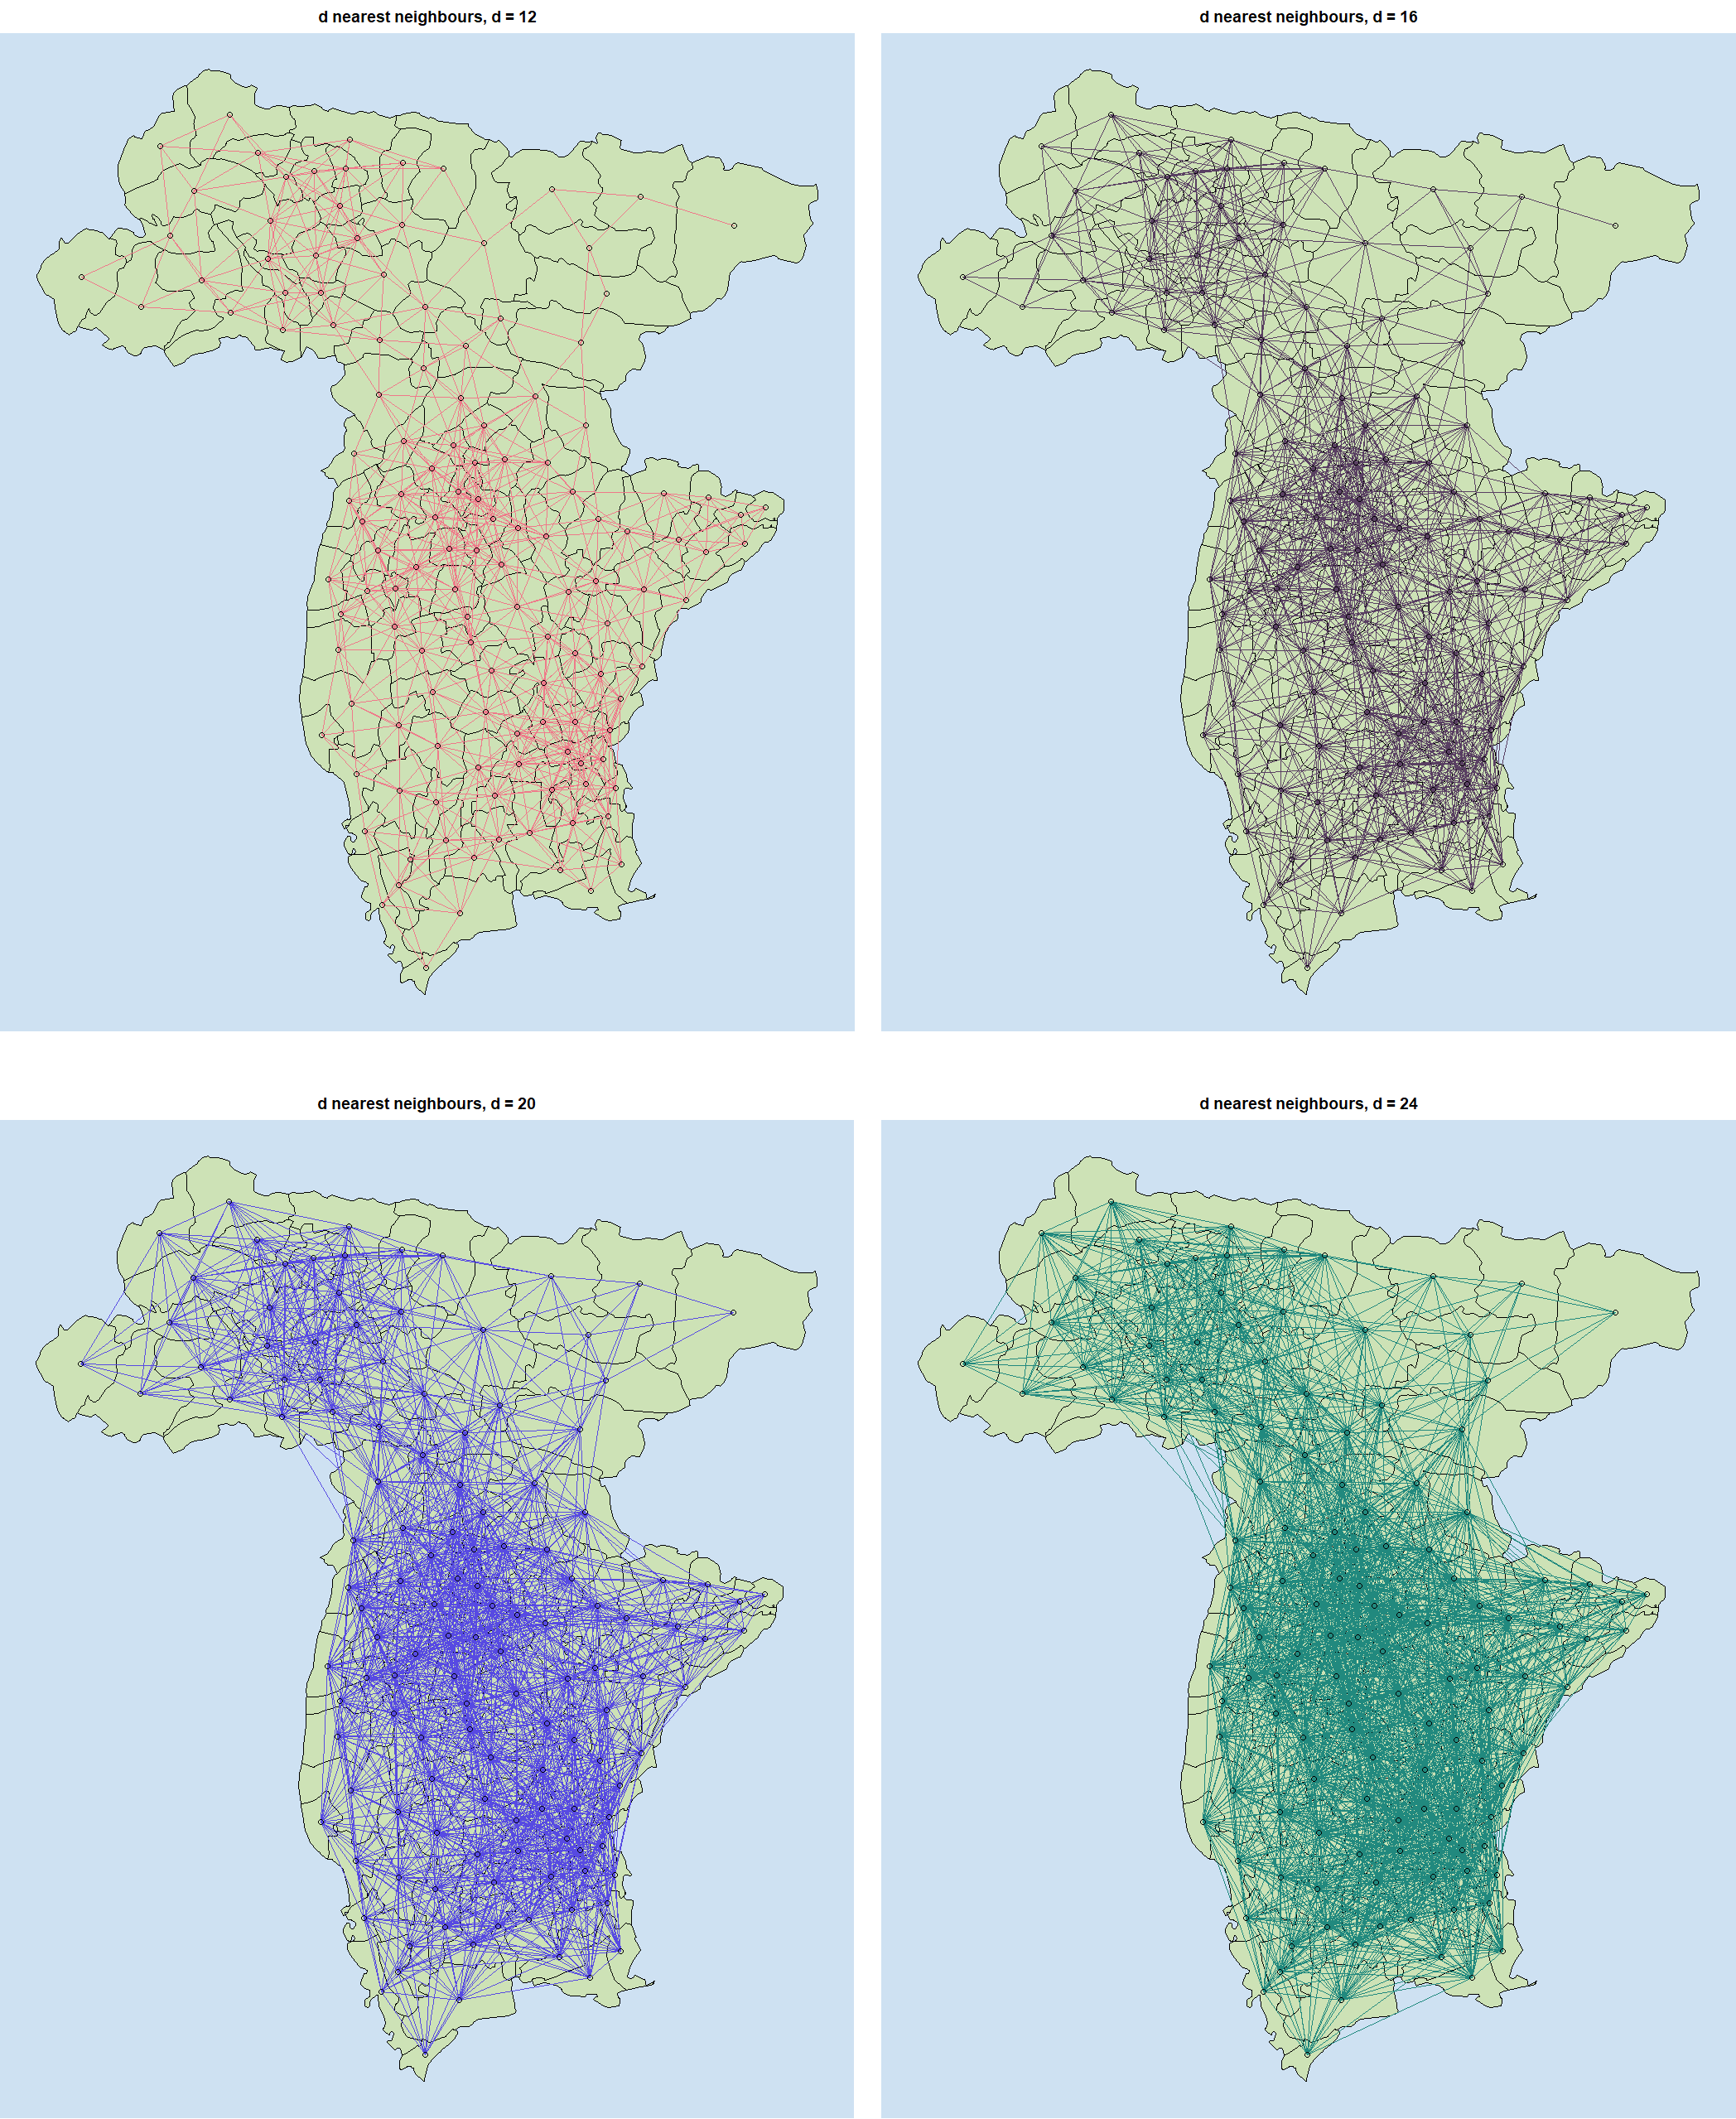 d nearest neighbours, d = 12
d nearest neighbours, d = 16
d nearest neighbours, d = 20
d nearest neighbours, d = 24